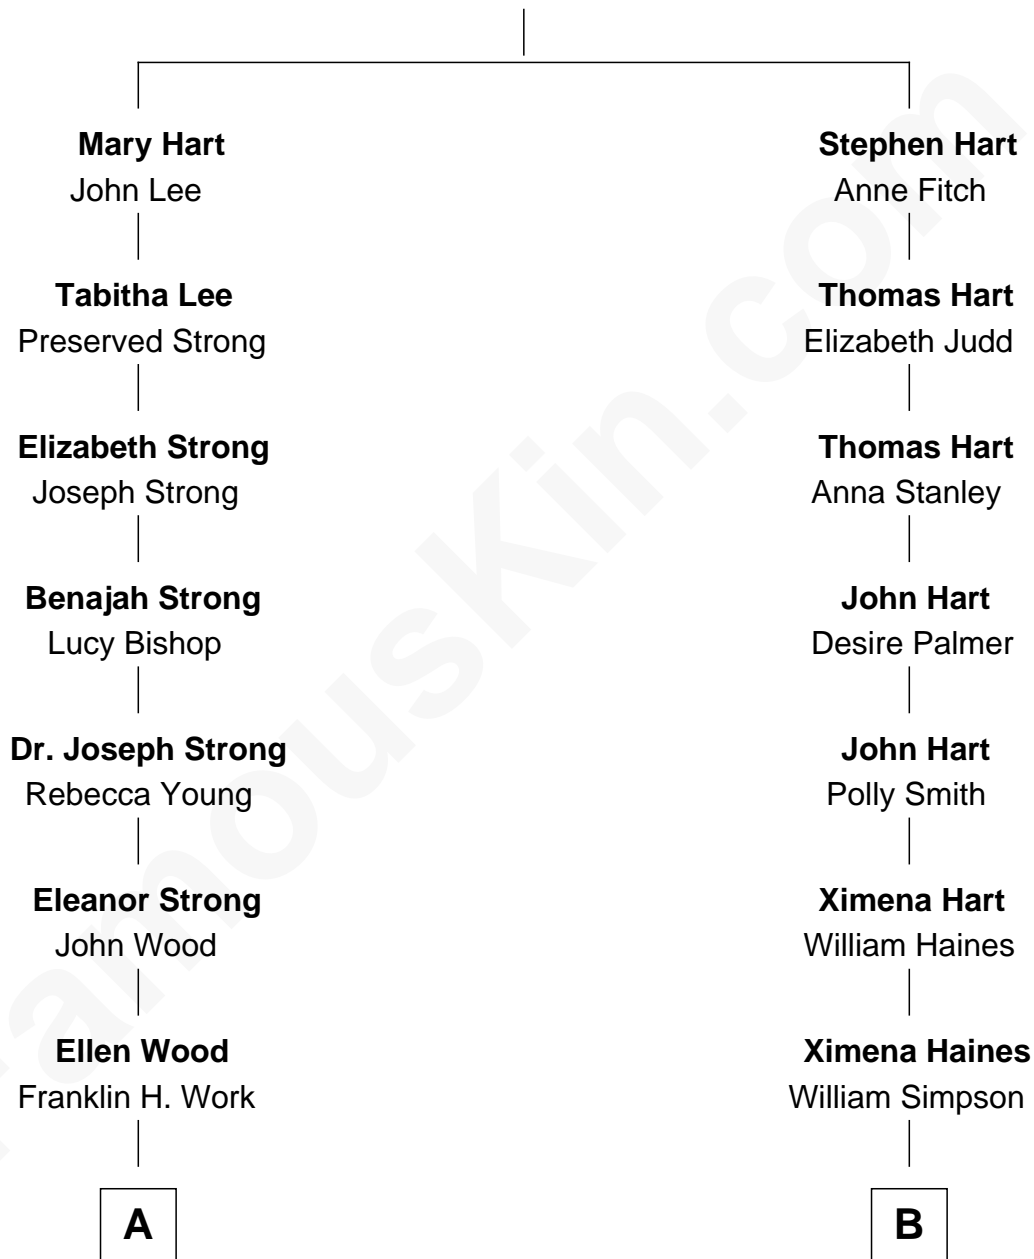 Mary Hart
John Lee
Tabitha Lee
Preserved Strong
Elizabeth Strong
Joseph Strong
Benajah Strong
Lucy Bishop
Dr. Joseph Strong
Rebecca Young
Eleanor Strong
John Wood
Ellen Wood
Franklin H. Work
A
Stephen Hart
Anne Fitch
Thomas Hart
Elizabeth Judd
Thomas Hart
Anna Stanley
John Hart
Desire Palmer
John Hart
Polly Smith
Ximena Hart
William Haines
Ximena Haines
William Simpson
B
FamousKin.com